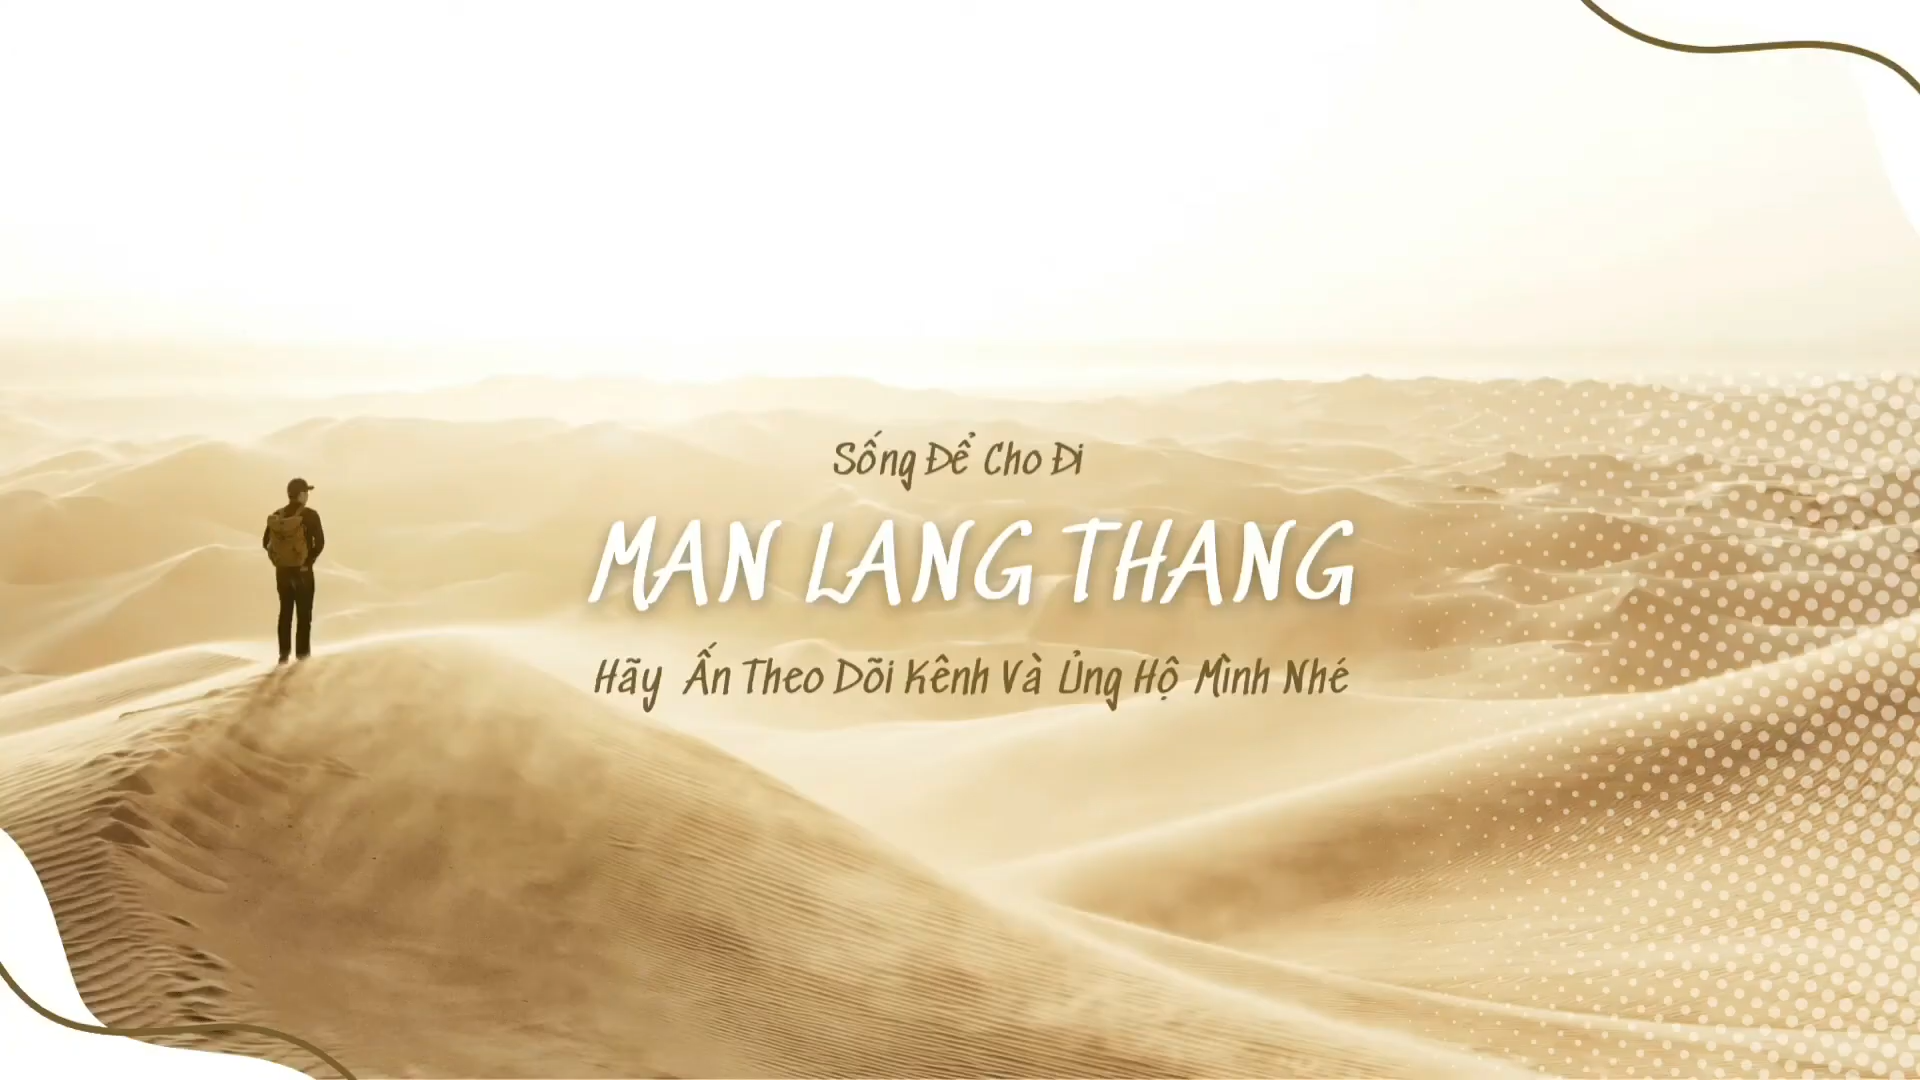 Sống Để Cho Đi
MAN LANG THANG
Hãy Ấn Theo Dõi Kênh Và Ủng Hộ Mình Nhé